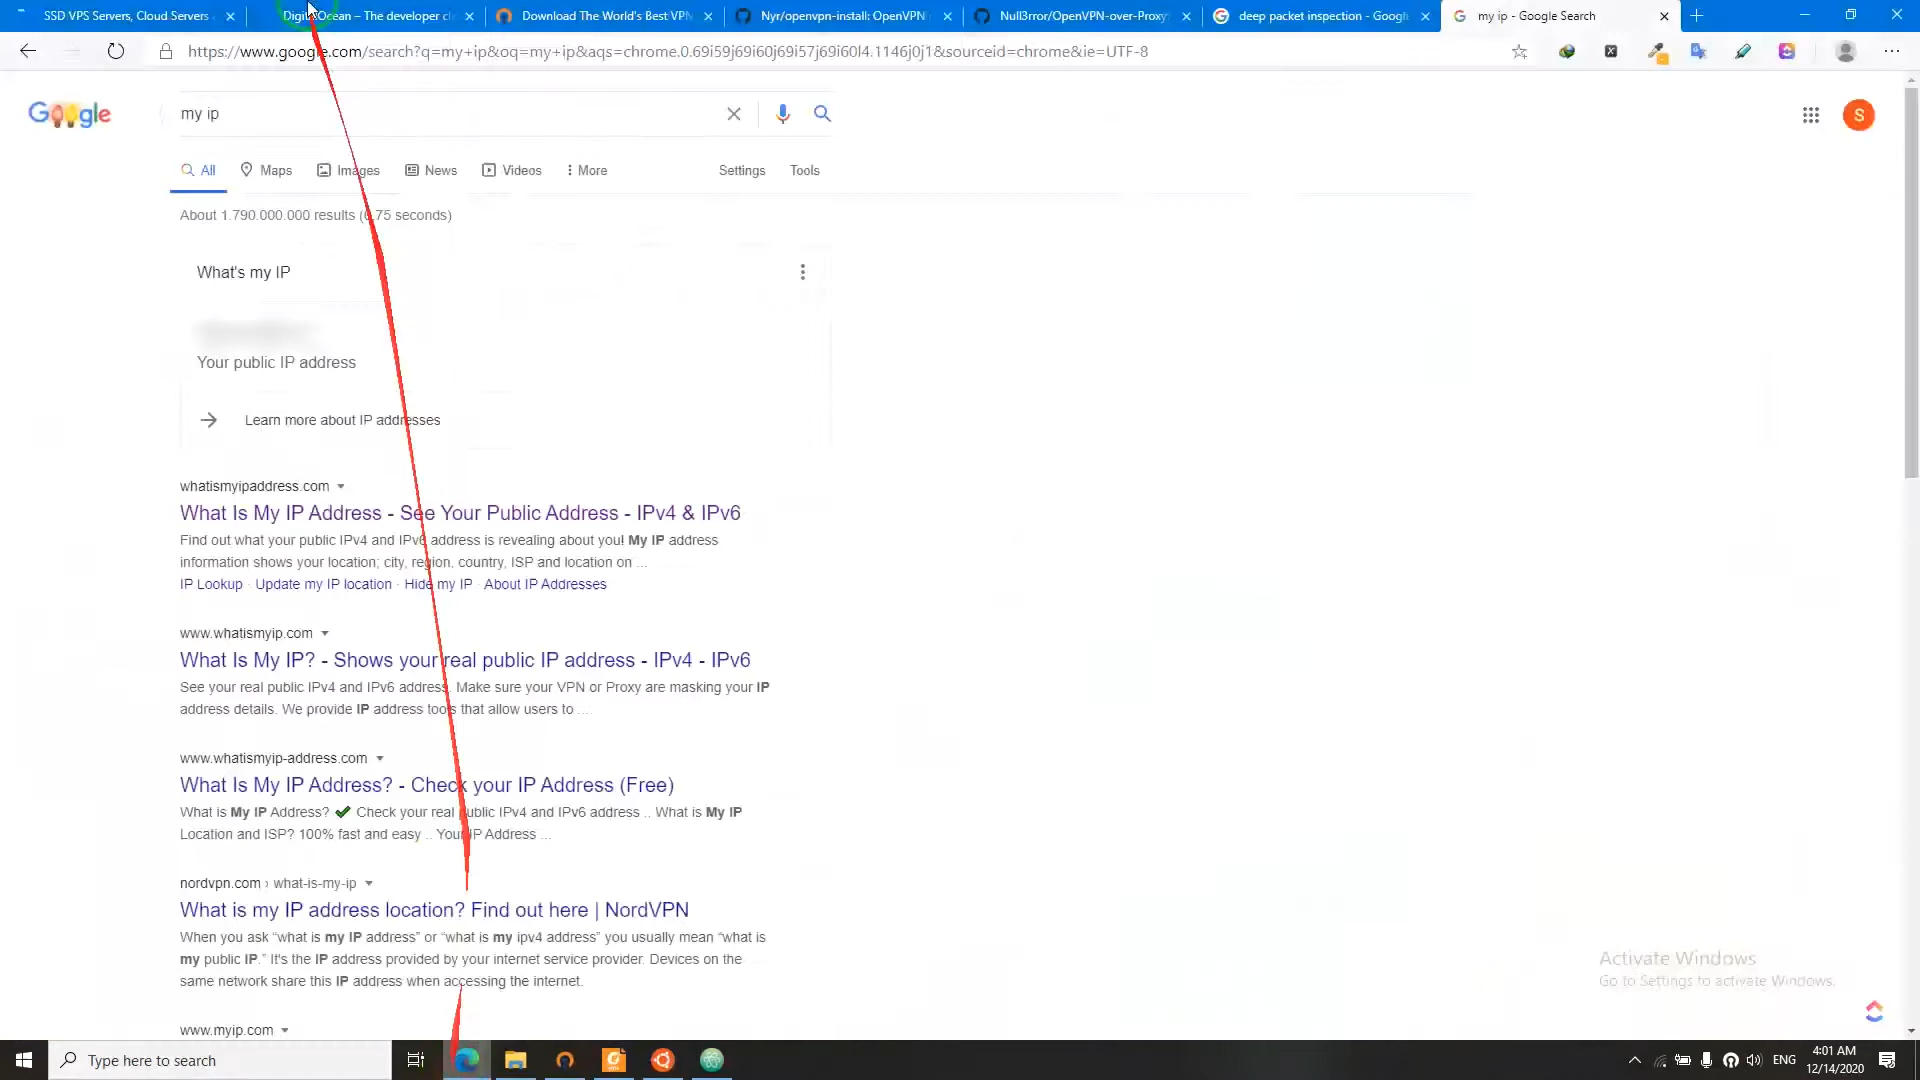 SSD VPS Servers, Cloud Servers
DigitalOcean – The developer cl
Download The World's Best VPN
Nyr/openvpn-install: OpenVPN
Null3rror/OpenVPN-over-Proxy
deep packet inspection - Google
my ip - Google Search
https://www.google.com/search?q=my+ip&oq=my+ip&aqs=chrome.0.69i59j69i60j69i57j69i60l4.1146j0j1&sourceid=chrome&ie=UTF-8
Google
my ip
S
All
Maps
Images
News
Videos
More
Settings
Tools
About 1.790.000.000 results (0,75 seconds)
What's my IP
Your public IP address
Learn more about IP addresses
whatismyipaddress.com
What Is My IP Address - See Your Public Address - IPv4 & IPv6
Find out what your public IPv4 and IPv6 address is revealing about you! My IP address
information shows your location; city, region, country, ISP and location on ...
IP Lookup · Update my IP location · Hide my IP · About IP Addresses
www.whatismyip.com
What Is My IP? - Shows your real public IP address - IPv4 - IPv6
See your real public IPv4 and IPv6 address. Make sure your VPN or Proxy are masking your IP
address details. We provide IP address tools that allow users to ...
www.whatismyip-address.com
What Is My IP Address? - Check your IP Address (Free)
What is My IP Address? ✔ Check your real public IPv4 and IPv6 address .. What is My IP
Location and ISP? 100% fast and easy .. Your IP Address ...
nordvpn.com › what-is-my-ip
What is my IP address location? Find out here | NordVPN
When you ask “what is my IP address” or “what is my ipv4 address” you usually mean “what is
my public IP.” It's the IP address provided by your internet service provider. Devices on the
same network share this IP address when accessing the internet.
www.myip.com
Activate Windows
Go to Settings to activate Windows.
Type here to search
ENG
4:01 AM
12/14/2020